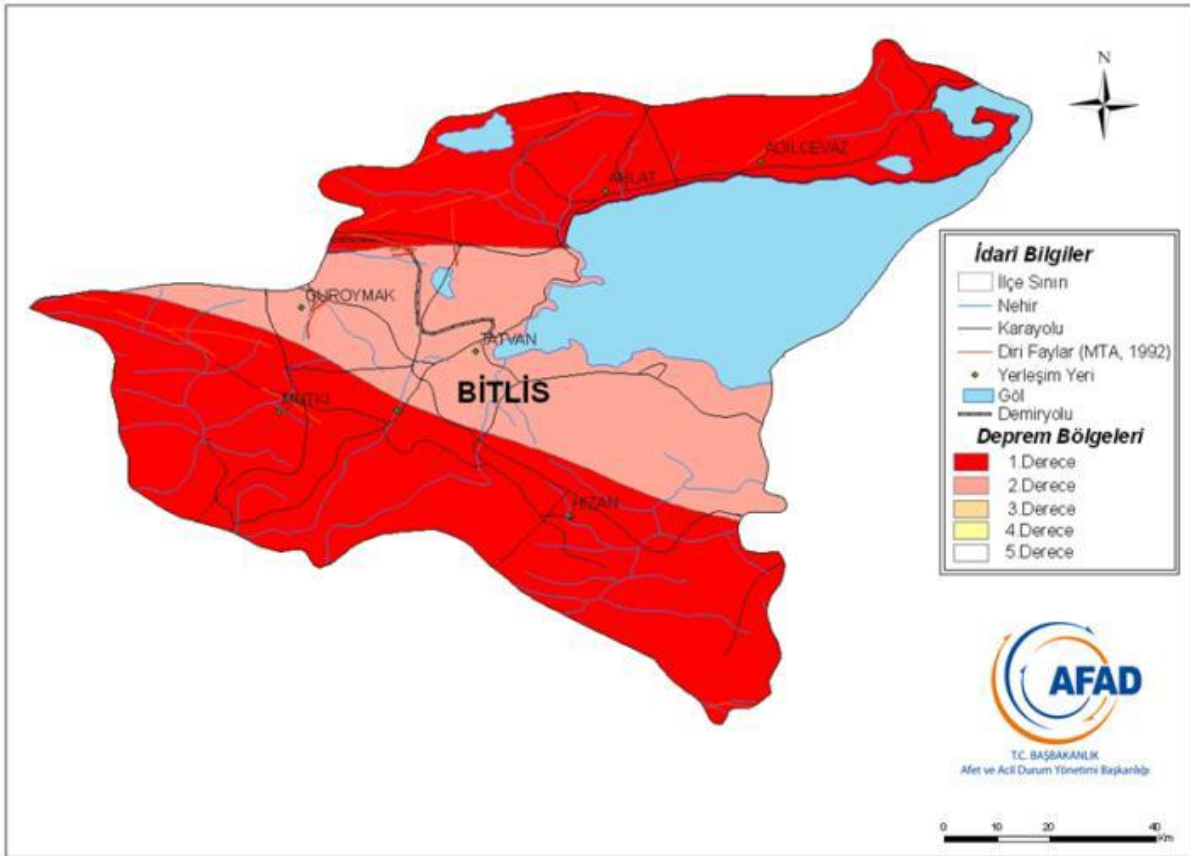 N
ADİLCEVAZ
AHLAT
GÜROYMAK
TATVAN
BİTLİS
MUTKİ
HİZAN
İdari Bilgiler
İlçe Sınırı
Nehir
Karayolu
Diri Faylar (MTA, 1992)
Yerleşim Yeri
Göl
Demiryolu
Deprem Bölgeleri
1.Derece
2.Derece
3.Derece
4.Derece
5.Derece
AFAD
T.C. BAŞBAKANLIK
Afet ve Acil Durum Yönetimi Başkanlığı
0 10 20 40
Km